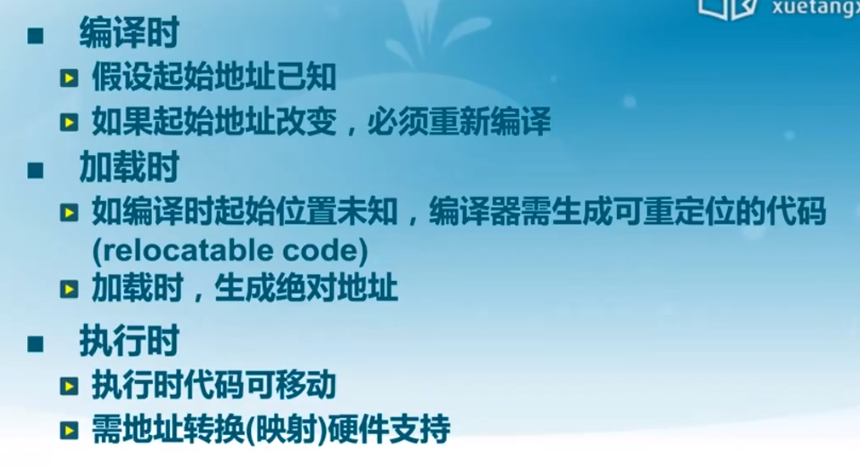 xuetangx
编译时
假设起始地址已知
如果起始地址改变，必须重新编译
加载时
如编译时起始位置未知，编译器需生成可重定位的代码
(relocatable code)
加载时，生成绝对地址
执行时
执行时代码可移动
需地址转换(映射)硬件支持